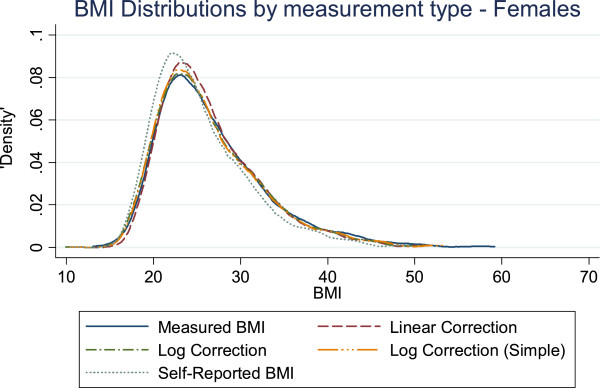 BMI Distributions by measurement type - Females
.1
.08
.06
.04
.02
0
'Density'
10 20 30 40 50 60 70
BMI
Measured BMI Linear Correction
Log Correction Log Correction (Simple)
Self-Reported BMI